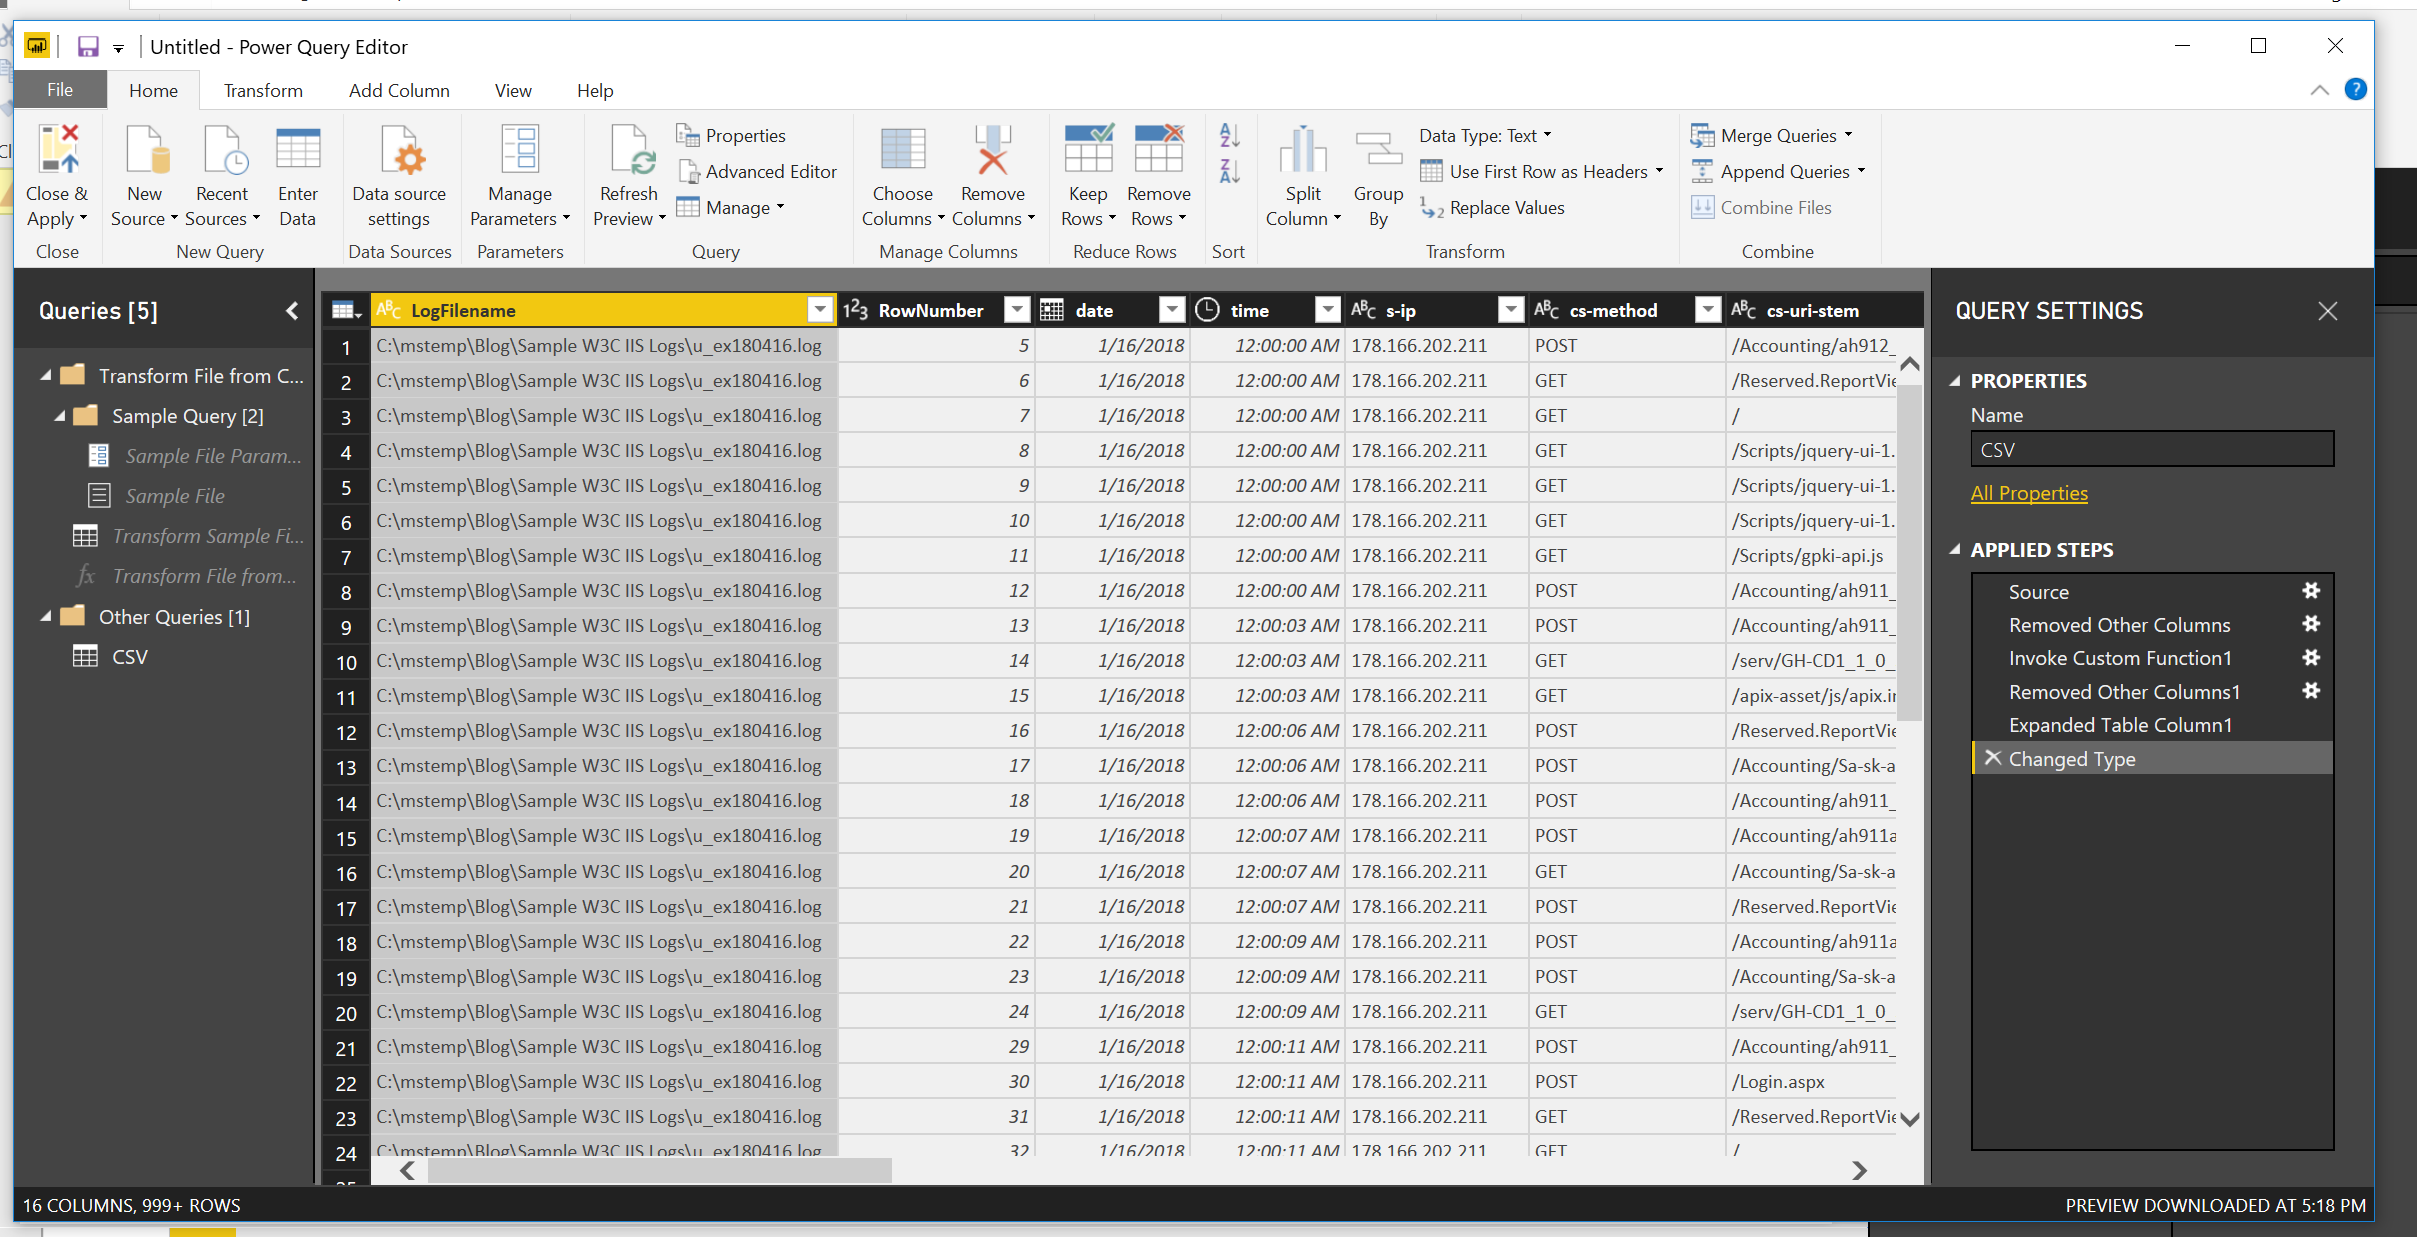 Untitled - Power Query Editor
File Home Transform Add Column View Help
Close & Apply
New Source
Recent Sources
Enter Data
Data source settings
Manage Parameters
Refresh Preview
Properties
Advanced Editor
Manage
Choose Columns
Remove Columns
Keep Rows
Remove Rows
Split Column
Group By
Data Type: Text
Use First Row as Headers
Replace Values
Merge Queries
Append Queries
Combine Files
Close New Query Data Sources Parameters Query Manage Columns Reduce Rows Sort Transform Combine
Queries [5]
Transform File from C...
Sample Query [2]
Sample File Param...
Sample File
Transform Sample Fi...
fx Transform File from...
Other Queries [1]
CSV
LogFilename RowNumber date time s-ip cs-method cs-uri-stem
1 C:\mstemp\Blog\Sample W3C IIS Logs\u_ex180416.log 5 1/16/2018 12:00:00 AM 178.166.202.211 POST /Accounting/ah912_
2 C:\mstemp\Blog\Sample W3C IIS Logs\u_ex180416.log 6 1/16/2018 12:00:00 AM 178.166.202.211 GET /Reserved.ReportVie
3 C:\mstemp\Blog\Sample W3C IIS Logs\u_ex180416.log 7 1/16/2018 12:00:00 AM 178.166.202.211 GET /
4 C:\mstemp\Blog\Sample W3C IIS Logs\u_ex180416.log 8 1/16/2018 12:00:00 AM 178.166.202.211 GET /Scripts/jquery-ui-1.
5 C:\mstemp\Blog\Sample W3C IIS Logs\u_ex180416.log 9 1/16/2018 12:00:00 AM 178.166.202.211 GET /Scripts/jquery-ui-1.
6 C:\mstemp\Blog\Sample W3C IIS Logs\u_ex180416.log 10 1/16/2018 12:00:00 AM 178.166.202.211 GET /Scripts/jquery-ui-1.
7 C:\mstemp\Blog\Sample W3C IIS Logs\u_ex180416.log 11 1/16/2018 12:00:00 AM 178.166.202.211 GET /Scripts/gpki-api.js
8 C:\mstemp\Blog\Sample W3C IIS Logs\u_ex180416.log 12 1/16/2018 12:00:00 AM 178.166.202.211 POST /Accounting/ah911_
9 C:\mstemp\Blog\Sample W3C IIS Logs\u_ex180416.log 13 1/16/2018 12:00:03 AM 178.166.202.211 POST /Accounting/ah911_
10 C:\mstemp\Blog\Sample W3C IIS Logs\u_ex180416.log 14 1/16/2018 12:00:03 AM 178.166.202.211 GET /serv/GH-CD1_1_0_
11 C:\mstemp\Blog\Sample W3C IIS Logs\u_ex180416.log 15 1/16/2018 12:00:03 AM 178.166.202.211 GET /apix-asset/js/apix.i
12 C:\mstemp\Blog\Sample W3C IIS Logs\u_ex180416.log 16 1/16/2018 12:00:06 AM 178.166.202.211 POST /Reserved.ReportVie
13 C:\mstemp\Blog\Sample W3C IIS Logs\u_ex180416.log 17 1/16/2018 12:00:06 AM 178.166.202.211 POST /Accounting/Sa-sk-a
14 C:\mstemp\Blog\Sample W3C IIS Logs\u_ex180416.log 18 1/16/2018 12:00:06 AM 178.166.202.211 POST /Accounting/ah911_
15 C:\mstemp\Blog\Sample W3C IIS Logs\u_ex180416.log 19 1/16/2018 12:00:07 AM 178.166.202.211 POST /Accounting/ah911a
16 C:\mstemp\Blog\Sample W3C IIS Logs\u_ex180416.log 20 1/16/2018 12:00:07 AM 178.166.202.211 GET /Accounting/Sa-sk-a
17 C:\mstemp\Blog\Sample W3C IIS Logs\u_ex180416.log 21 1/16/2018 12:00:07 AM 178.166.202.211 POST /Reserved.ReportVie
18 C:\mstemp\Blog\Sample W3C IIS Logs\u_ex180416.log 22 1/16/2018 12:00:09 AM 178.166.202.211 POST /Accounting/ah911a
19 C:\mstemp\Blog\Sample W3C IIS Logs\u_ex180416.log 23 1/16/2018 12:00:09 AM 178.166.202.211 POST /Accounting/Sa-sk-a
20 C:\mstemp\Blog\Sample W3C IIS Logs\u_ex180416.log 24 1/16/2018 12:00:09 AM 178.166.202.211 GET /serv/GH-CD1_1_0_
21 C:\mstemp\Blog\Sample W3C IIS Logs\u_ex180416.log 29 1/16/2018 12:00:11 AM 178.166.202.211 POST /Accounting/ah911_
22 C:\mstemp\Blog\Sample W3C IIS Logs\u_ex180416.log 30 1/16/2018 12:00:11 AM 178.166.202.211 POST /Login.aspx
23 C:\mstemp\Blog\Sample W3C IIS Logs\u_ex180416.log 31 1/16/2018 12:00:11 AM 178.166.202.211 GET /Reserved.ReportVie
24 C:\mstemp\Blog\Sample W3C IIS Logs\u_ex180416.log 32 1/16/2018 12:00:11 AM 178.166.202.211 GET /
QUERY SETTINGS
PROPERTIES
Name
CSV
All Properties
APPLIED STEPS
Source
Removed Other Columns
Invoke Custom Function1
Removed Other Columns1
Expanded Table Column1
Changed Type
16 COLUMNS, 999+ ROWS
PREVIEW DOWNLOADED AT 5:18 PM